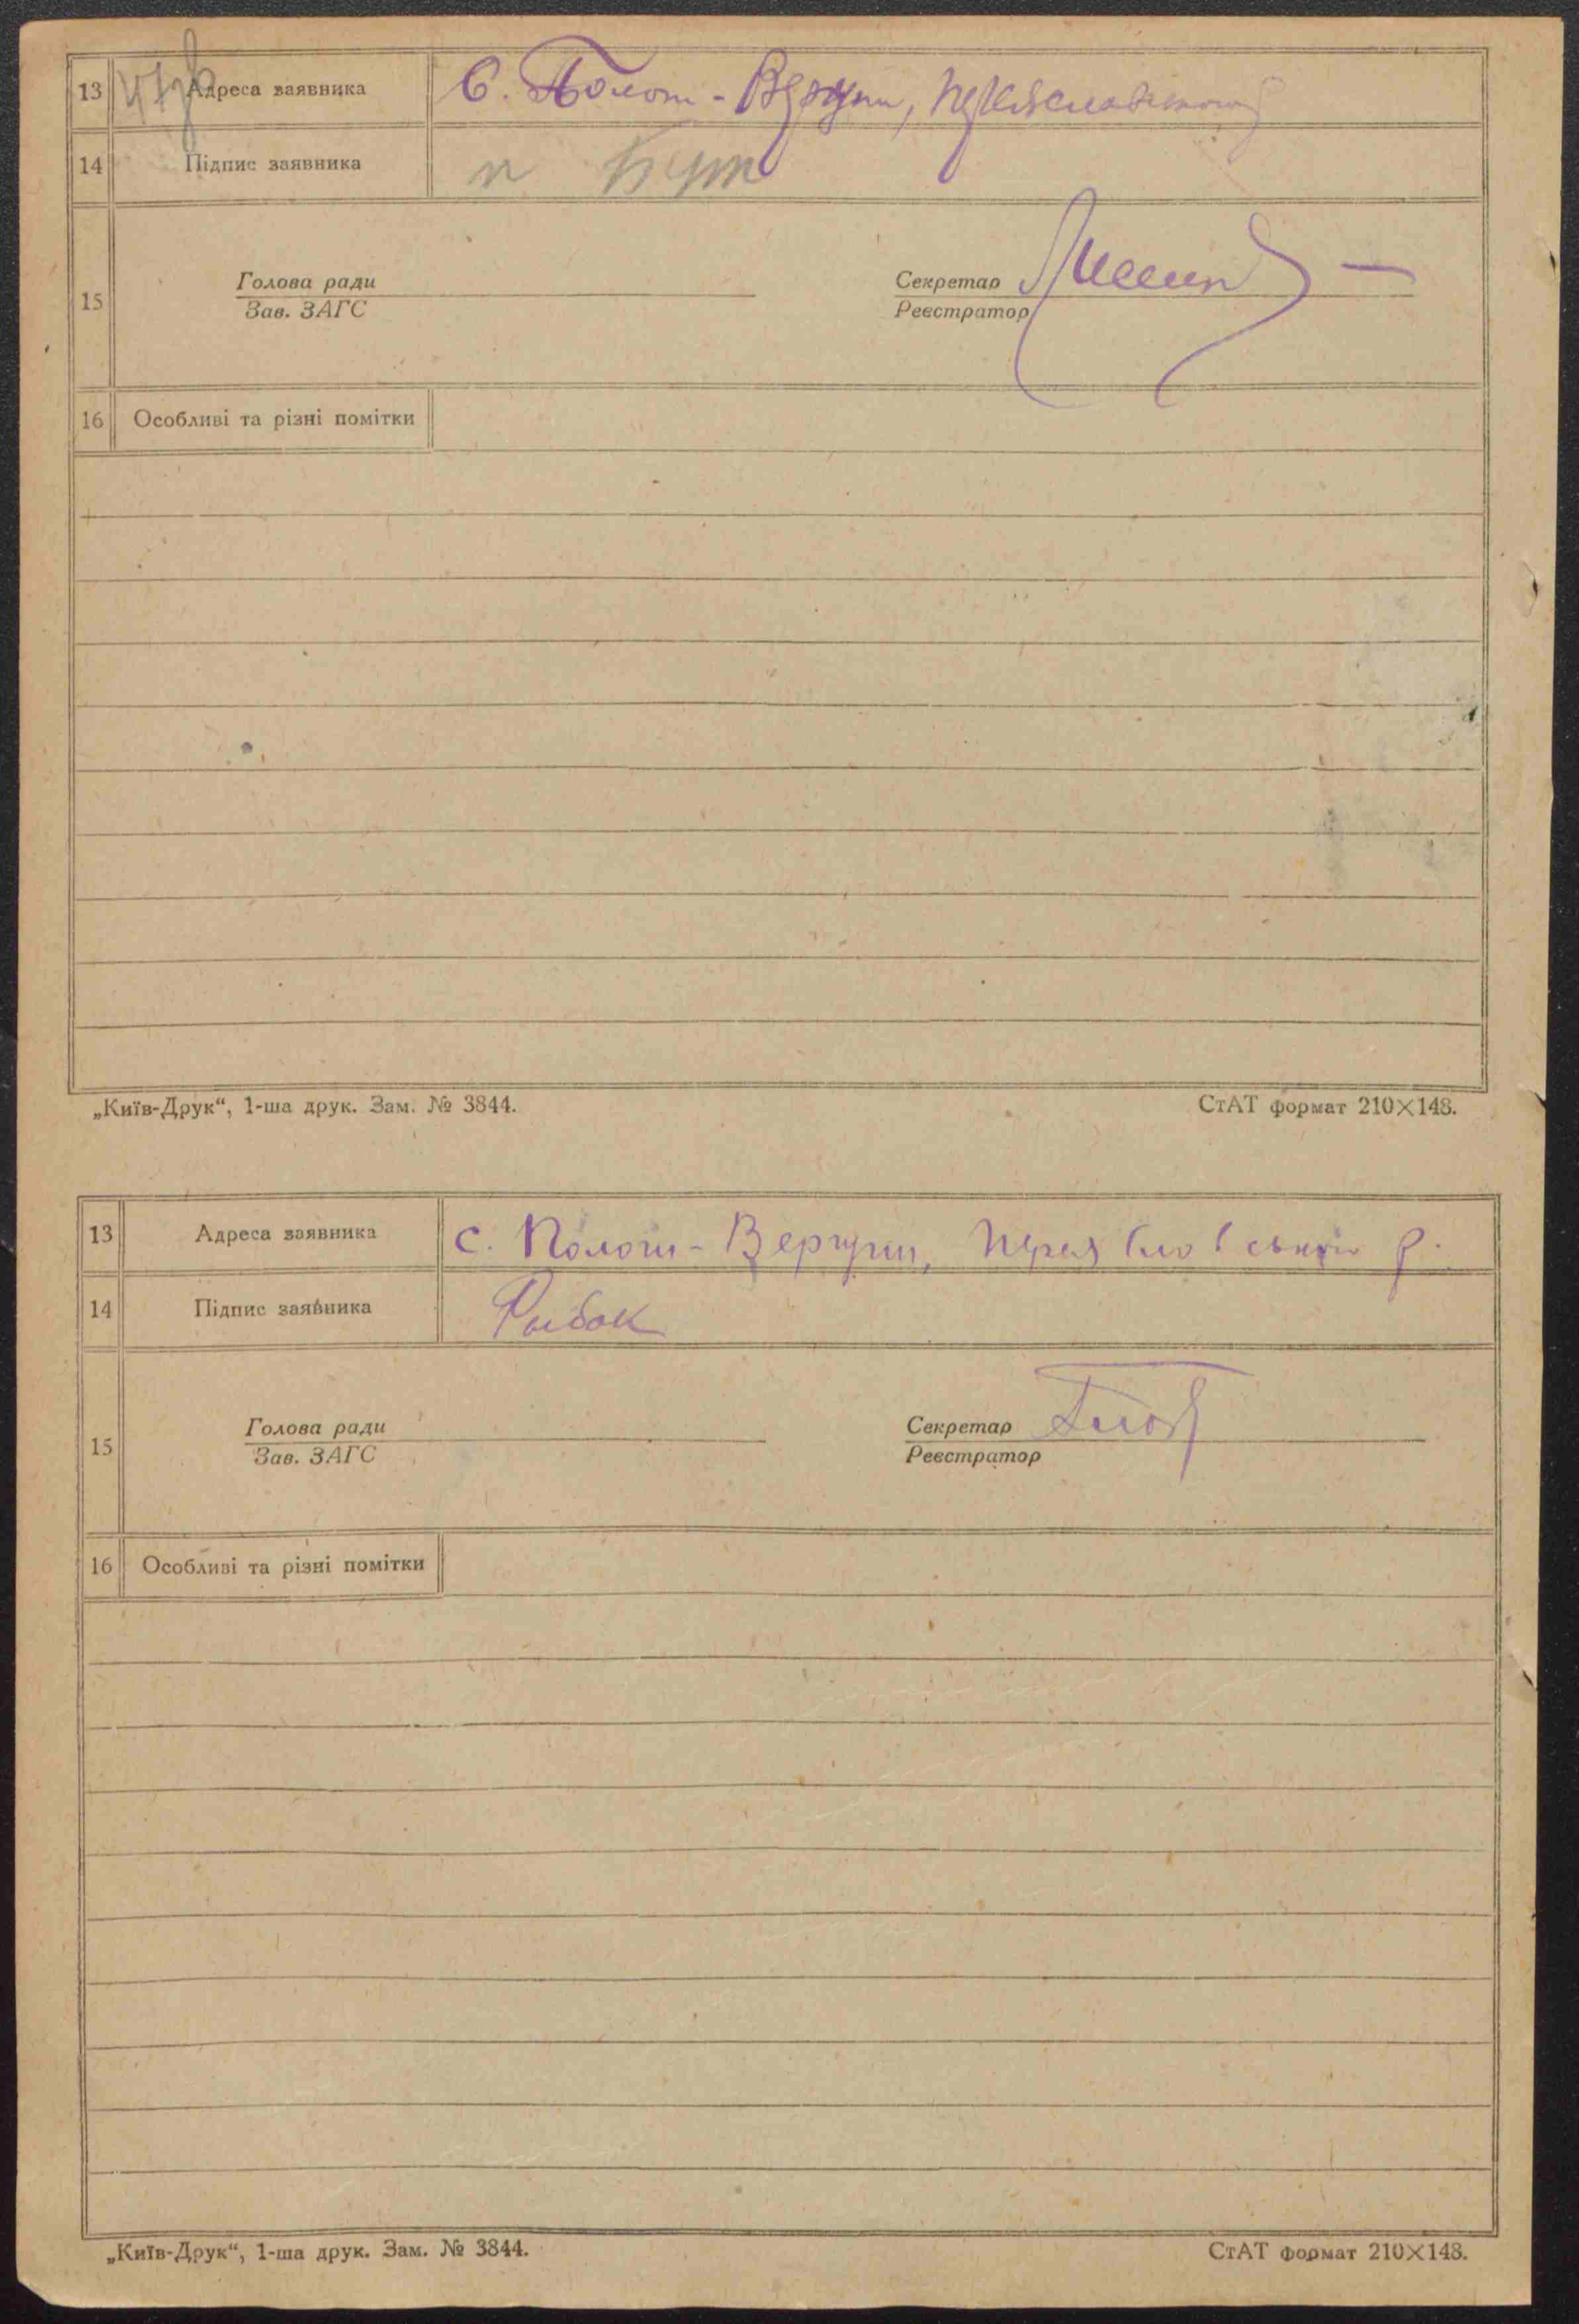 13 Адреса заявника С. Пологи-Вергуни,
14 Підпис заявника Бут
Голова ради Секретар
15
Зав. ЗАГС Реєстратор
16 Особливі та різні помітки
„Київ-Друк“, 1-ша друк. Зам. № 3844. СтАТ формат 210×148.
13 Адреса заявника с. Пологи-Вергуни, Переяславського р.
14 Підпис заявника Рибак
Голова ради Секретар
15
Зав. ЗАГС Реєстратор
16 Особливі та різні помітки
„Київ-Друк“, 1-ша друк. Зам. № 3844. СтАТ формат 210×148.